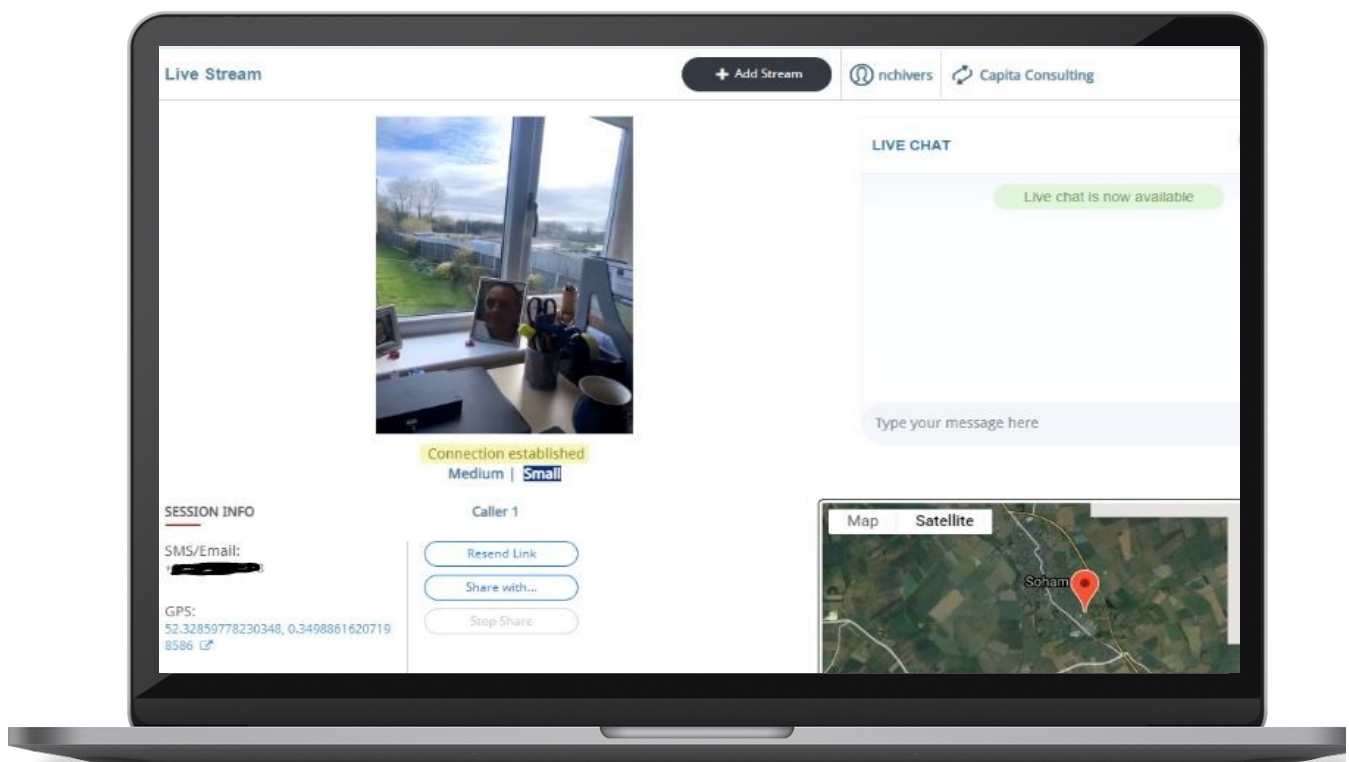 Live Stream
+ Add Stream
nchivers
Capita Consulting
LIVE CHAT
Live chat is now available
Type your message here
Connection established
Medium | Small
SESSION INFO
Caller 1
SMS/Email:
Resend Link
Share with...
Stop Share
GPS:
52.32859778230348, 0.3498861620719
8586
Map Satellite
Soham